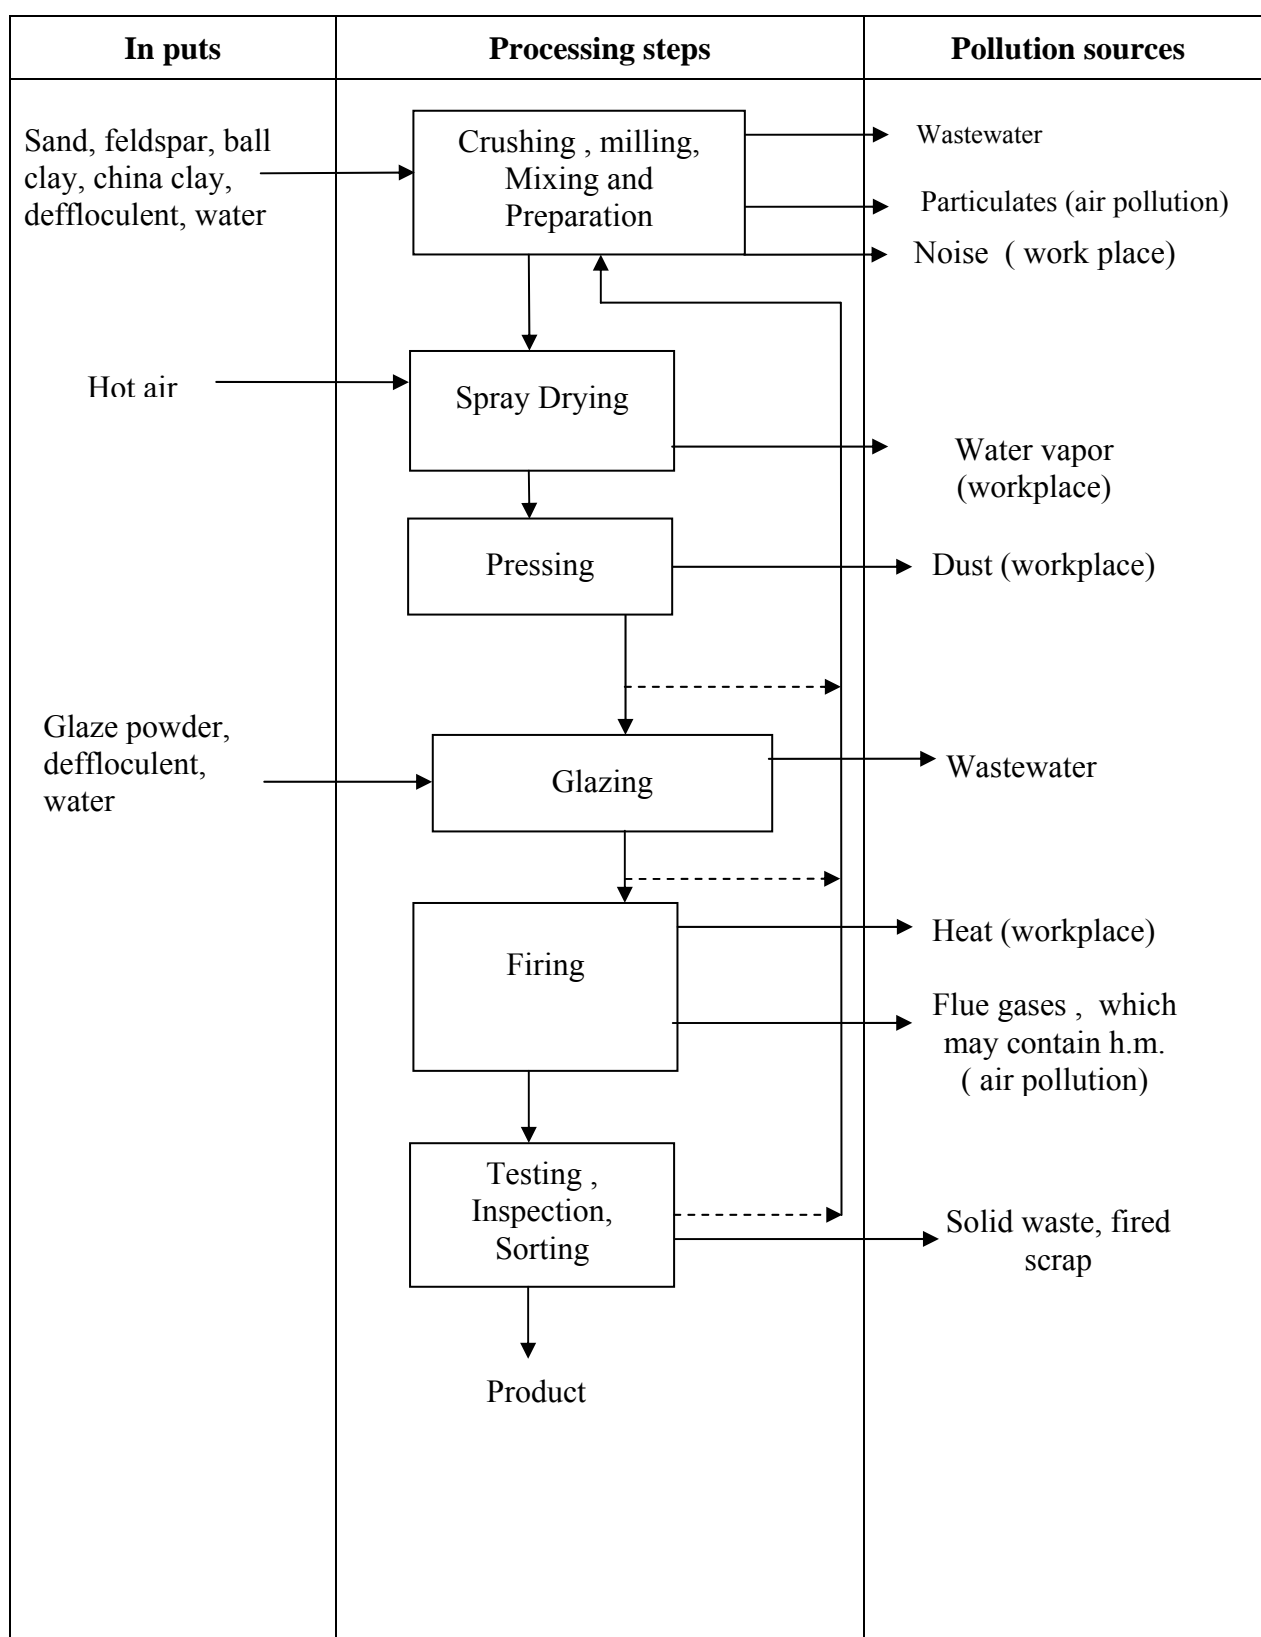 In puts
Processing steps
Pollution sources
Sand, feldspar, ball
clay, china clay,
deffloculent, water
Crushing , milling,
Mixing and
Preparation
Wastewater
Particulates (air pollution)
Noise ( work place)
Hot air
Spray Drying
Water vapor
(workplace)
Pressing
Dust (workplace)
Glaze powder,
deffloculent,
water
Glazing
Wastewater
Firing
Heat (workplace)
Flue gases , which
may contain h.m.
( air pollution)
Testing ,
Inspection,
Sorting
Solid waste, fired
scrap
Product